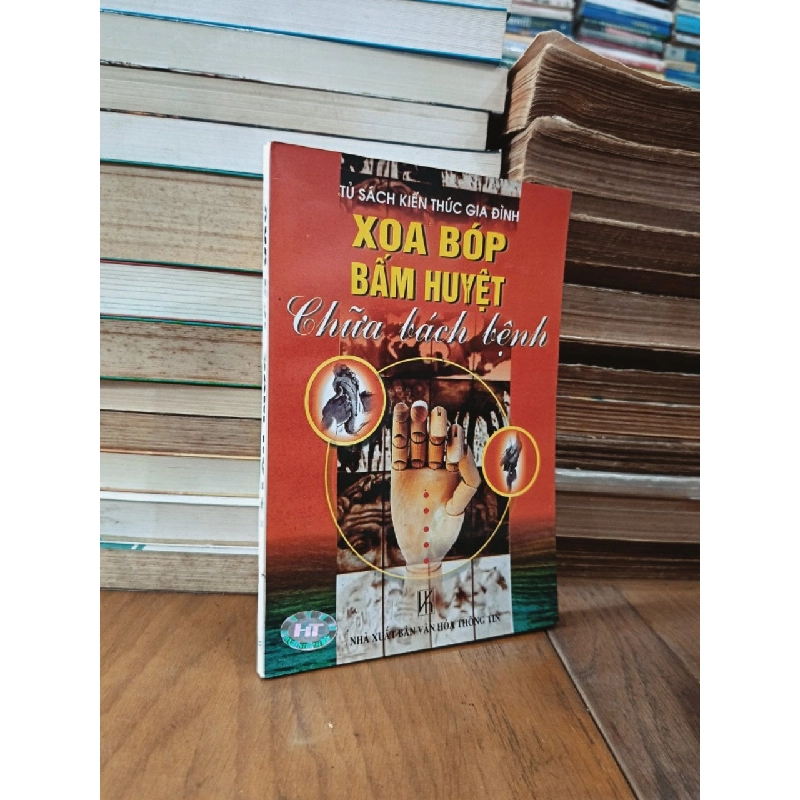 TỦ SÁCH KIẾN THỨC GIA ĐÌNH
XOA BÓP
BẤM HUYỆT
Chữa bách bệnh
NHÀ XUẤT BẢN VĂN HÓA THÔNG TIN
HT